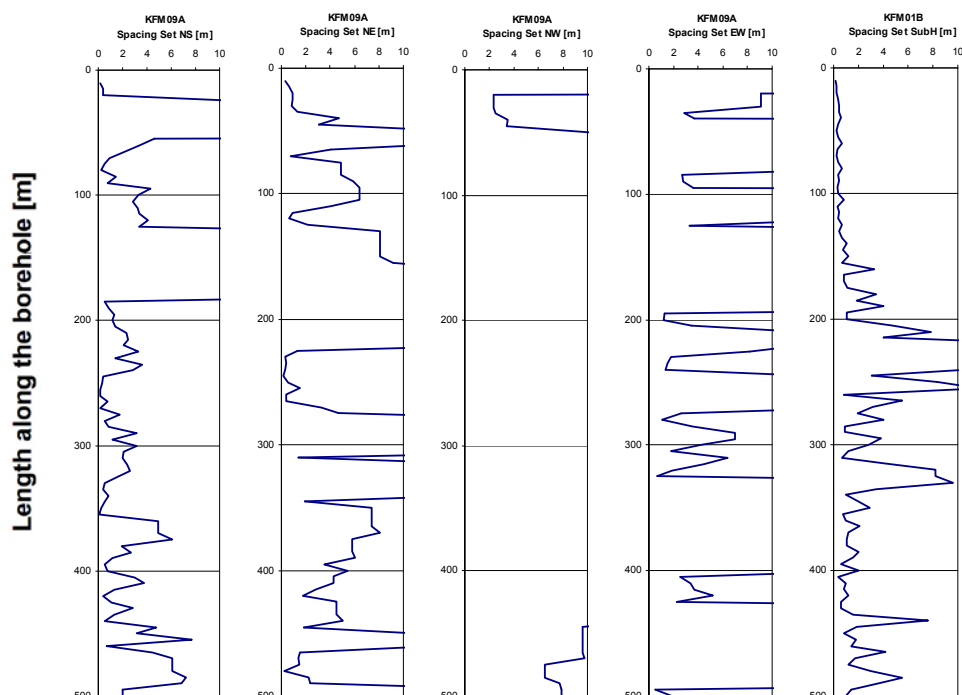 Length along the borehole [m]
KFM09A
Spacing Set NS [m]
0 2 4 6 8 10
0
100
200
300
400
500
KFM09A
Spacing Set NE [m]
0 2 4 6 8 10
0
100
200
300
400
500
KFM09A
Spacing Set NW [m]
0 2 4 6 8 10
0
100
200
300
400
500
KFM09A
Spacing Set EW [m]
0 2 4 6 8 10
0
100
200
300
400
500
KFM01B
Spacing Set SubH [m]
0 2 4 6 8 10
0
100
200
300
400
500